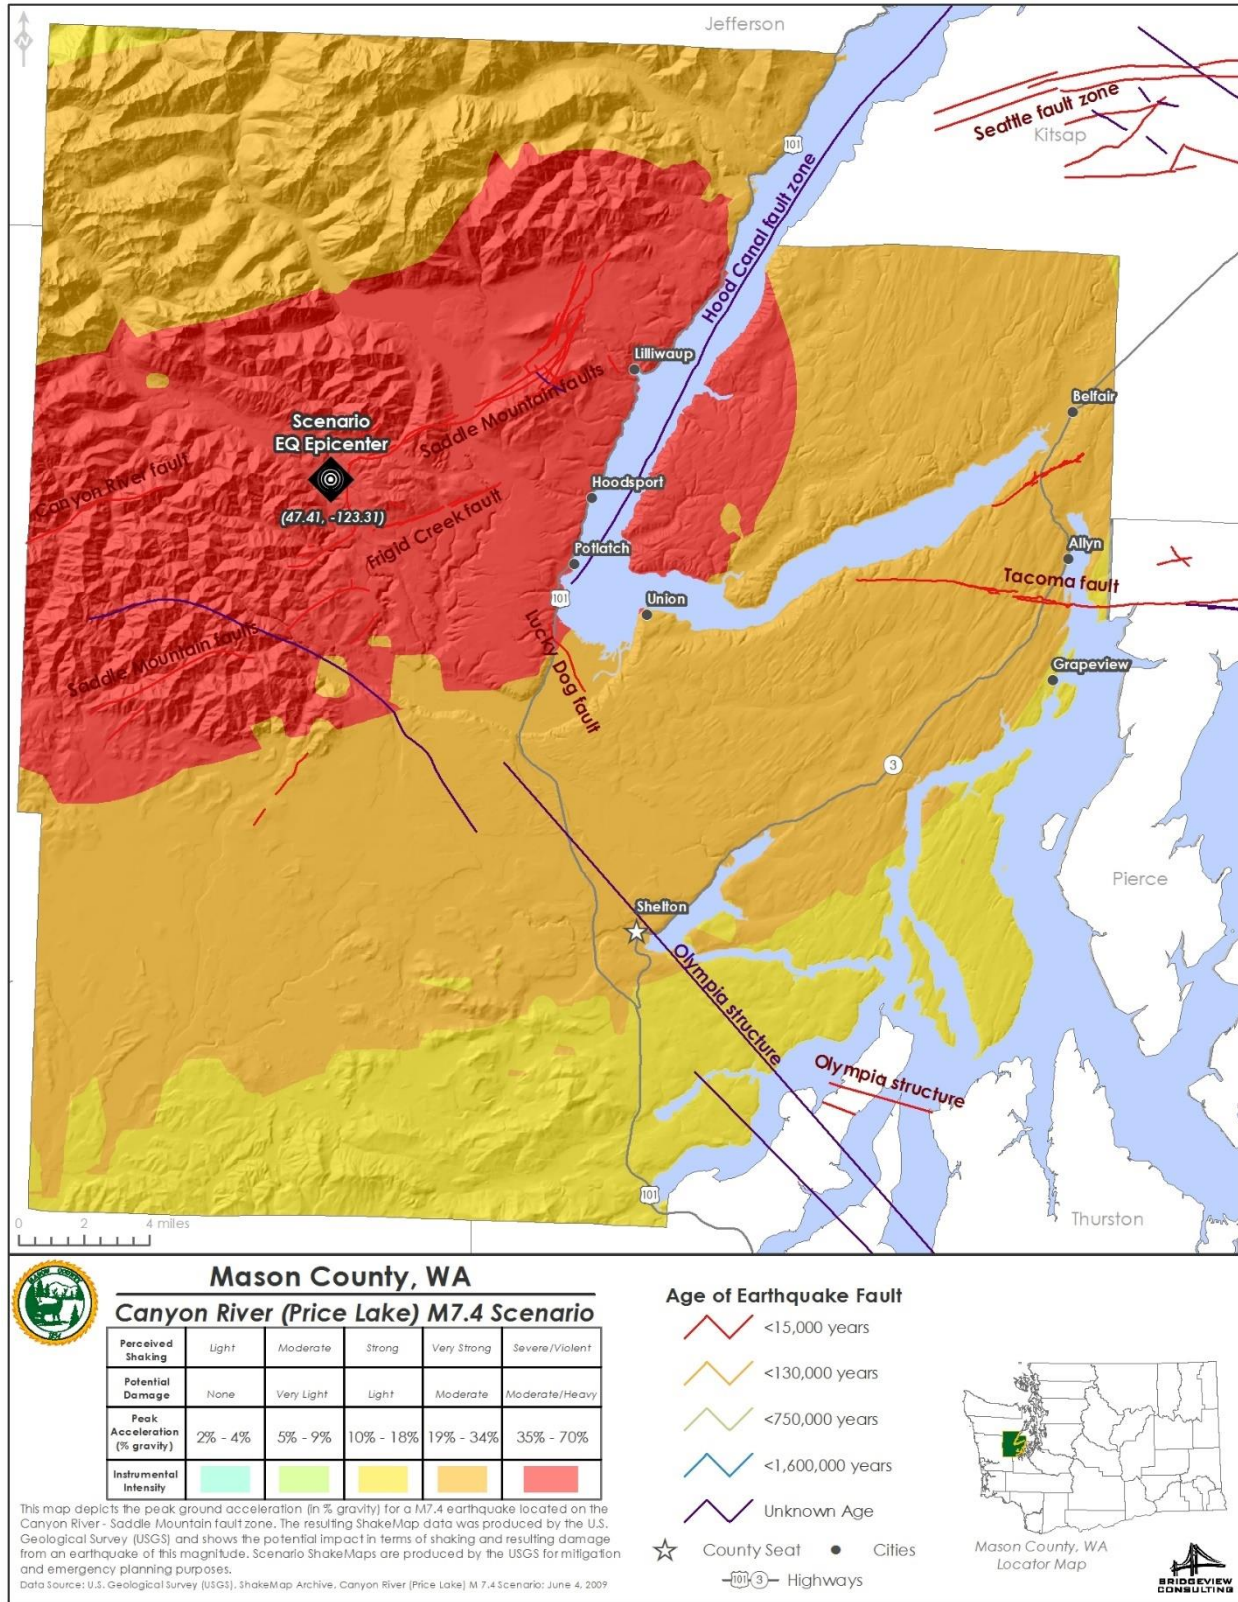 N
Jefferson
Seattle fault zone
Kitsap
101
Hood Canal fault zone
Lilliwaup
Belfair
Saddle Mountain faults
Scenario
EQ Epicenter
Canyon River fault
(47.41, -123.31)
Hoodsport
Frigid Creek fault
Potlatch
Allyn
Tacoma fault
101
Union
Lucky Dog fault
Saddle Mountain faults
Grapeview
3
Pierce
Shelton
Olympia structure
Olympia structure
101
Thurston
0 2 4 miles
Mason County, WA
Canyon River (Price Lake) M7.4 Scenario
Perceived Shaking Light Moderate Strong Very Strong Severe/Violent
Potential Damage None Very Light Light Moderate Moderate/Heavy
Peak Acceleration (% gravity) 2% - 4% 5% - 9% 10% - 18% 19% - 34% 35% - 70%
Instrumental Intensity
This map depicts the peak ground acceleration (in % gravity) for a M7.4 earthquake located on the
Canyon River - Saddle Mountain fault zone. The resulting ShakeMap data was produced by the U.S.
Geological Survey (USGS) and shows the potential impact in terms of shaking and resulting damage
from an earthquake of this magnitude. Scenario ShakeMaps are produced by the USGS for mitigation
and emergency planning purposes.
Data Source: U.S. Geological Survey (USGS), ShakeMap Archive, Canyon River (Price Lake) M 7.4 Scenario; June 4, 2009
Age of Earthquake Fault
<15,000 years
<130,000 years
<750,000 years
<1,600,000 years
Unknown Age
County Seat Cities
101 3 Highways
Mason County, WA
Locator Map
BRIDGEVIEW
CONSULTING